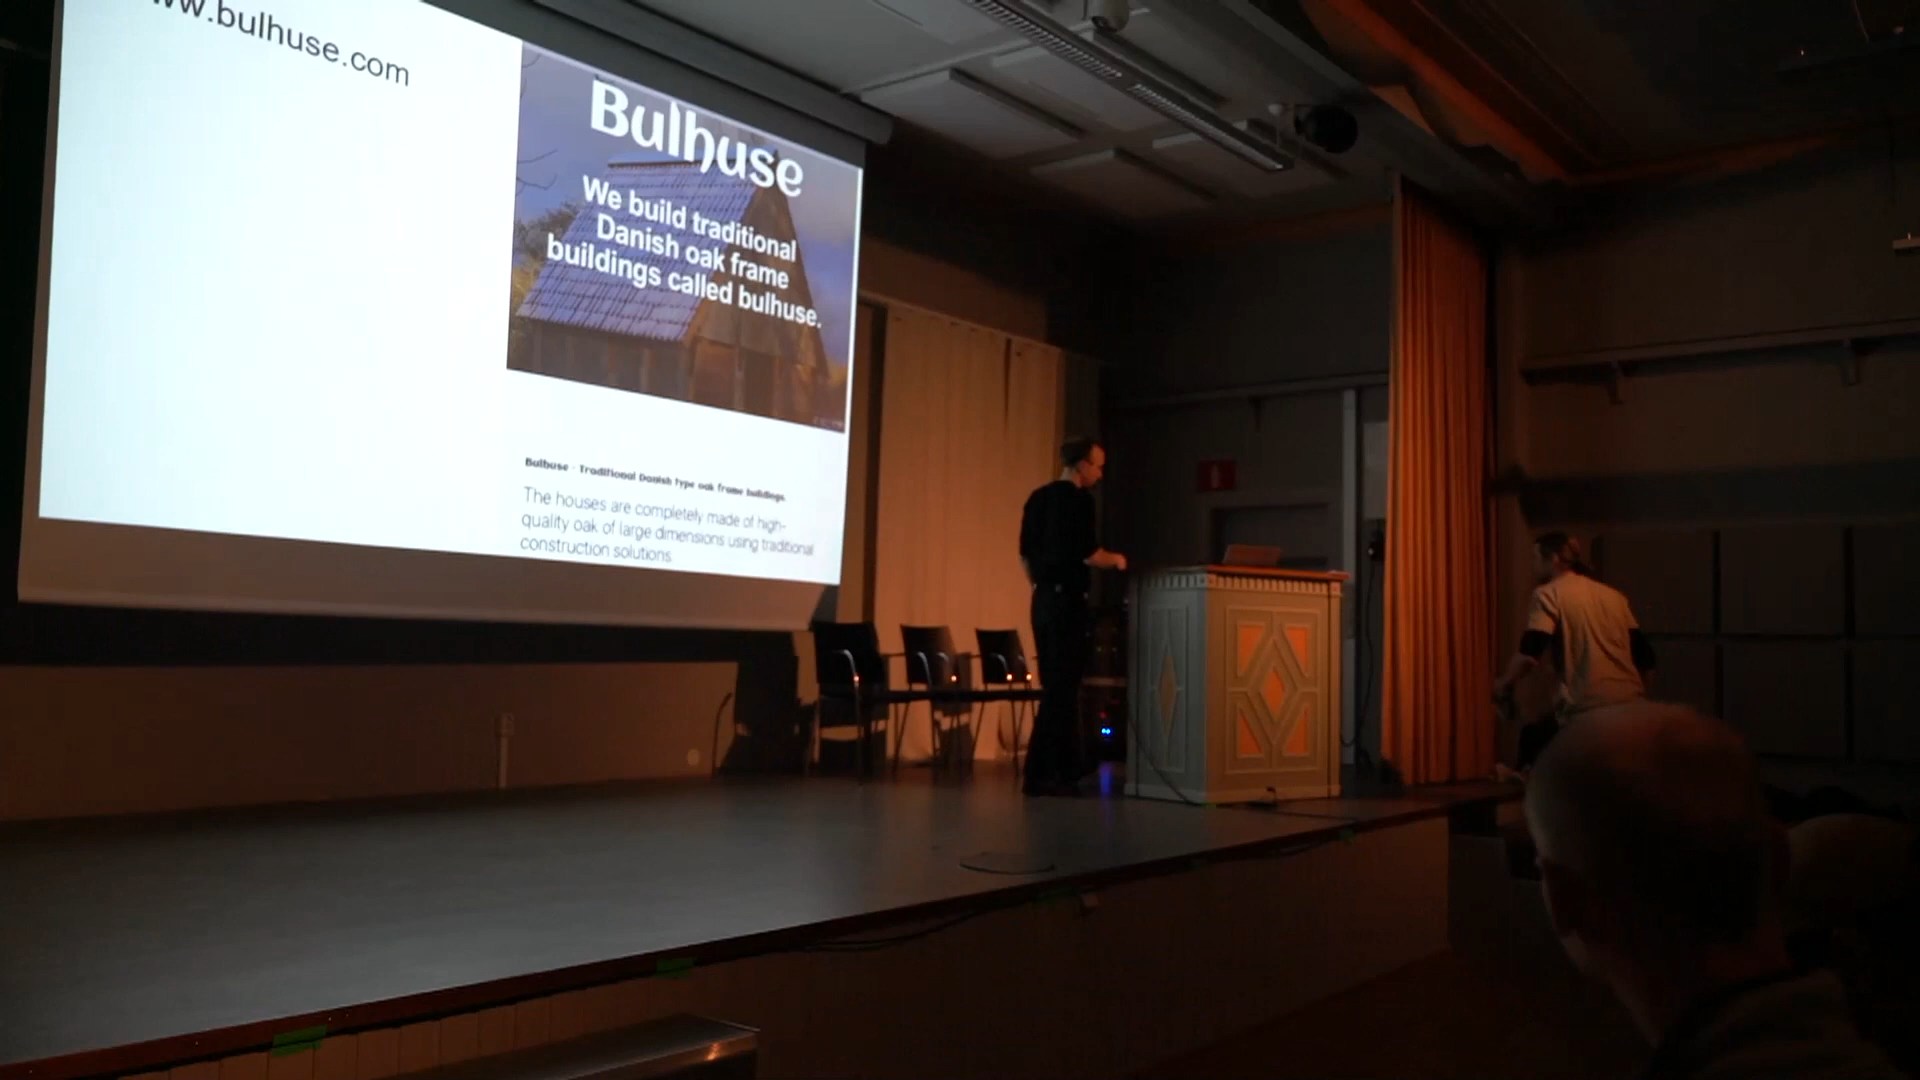 www.bulhuse.com
Bulhuse
We build traditional
Danish oak frame
buildings called bulhuse.
Bulhuse - Traditional Danish type oak frame buildings.
The houses are completely made of high-
quality oak of large dimensions using traditional
construction solutions.